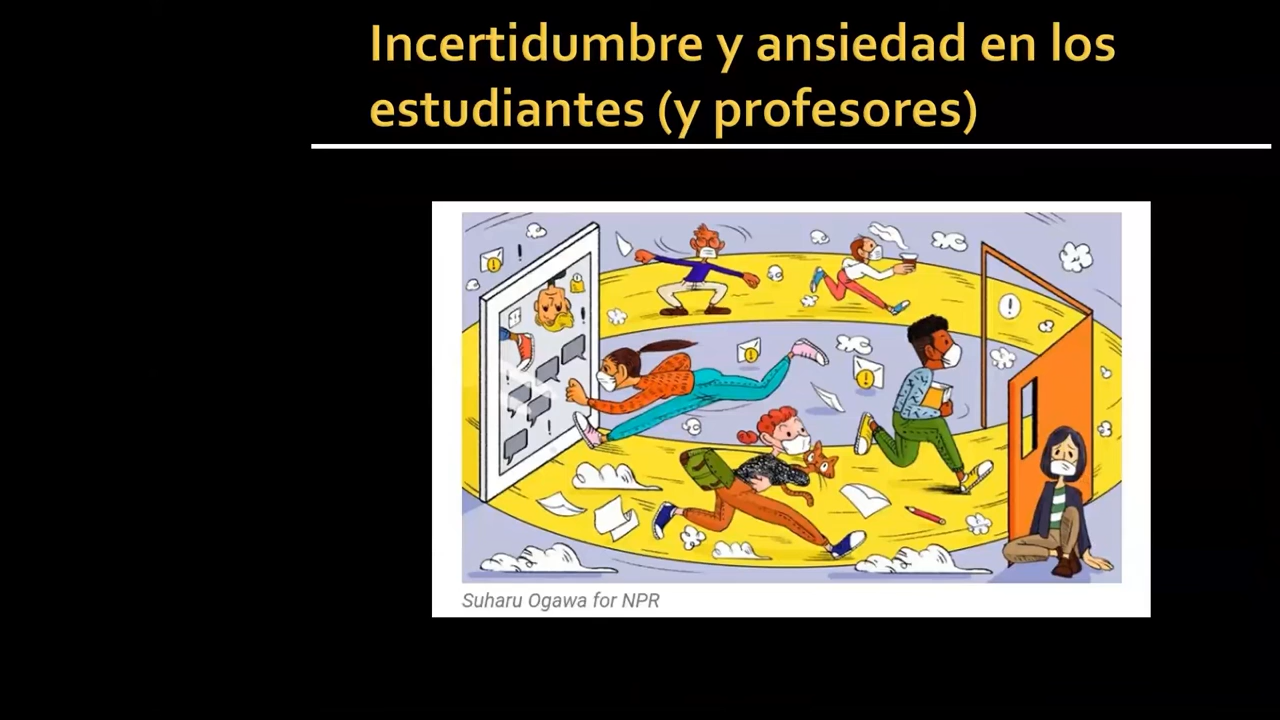 Incertidumbre y ansiedad en los
estudiantes (y profesores)
Suharu Ogawa for NPR